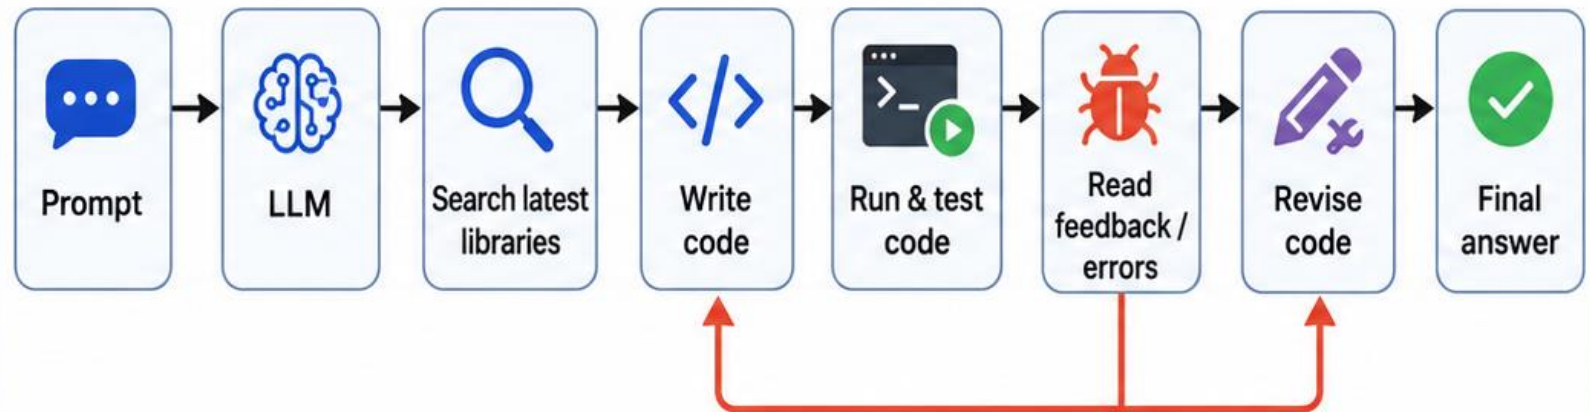 Prompt
LLM
Search latest
libraries
Write
code
Run & test
code
Read
feedback /
errors
Revise
code
Final
answer